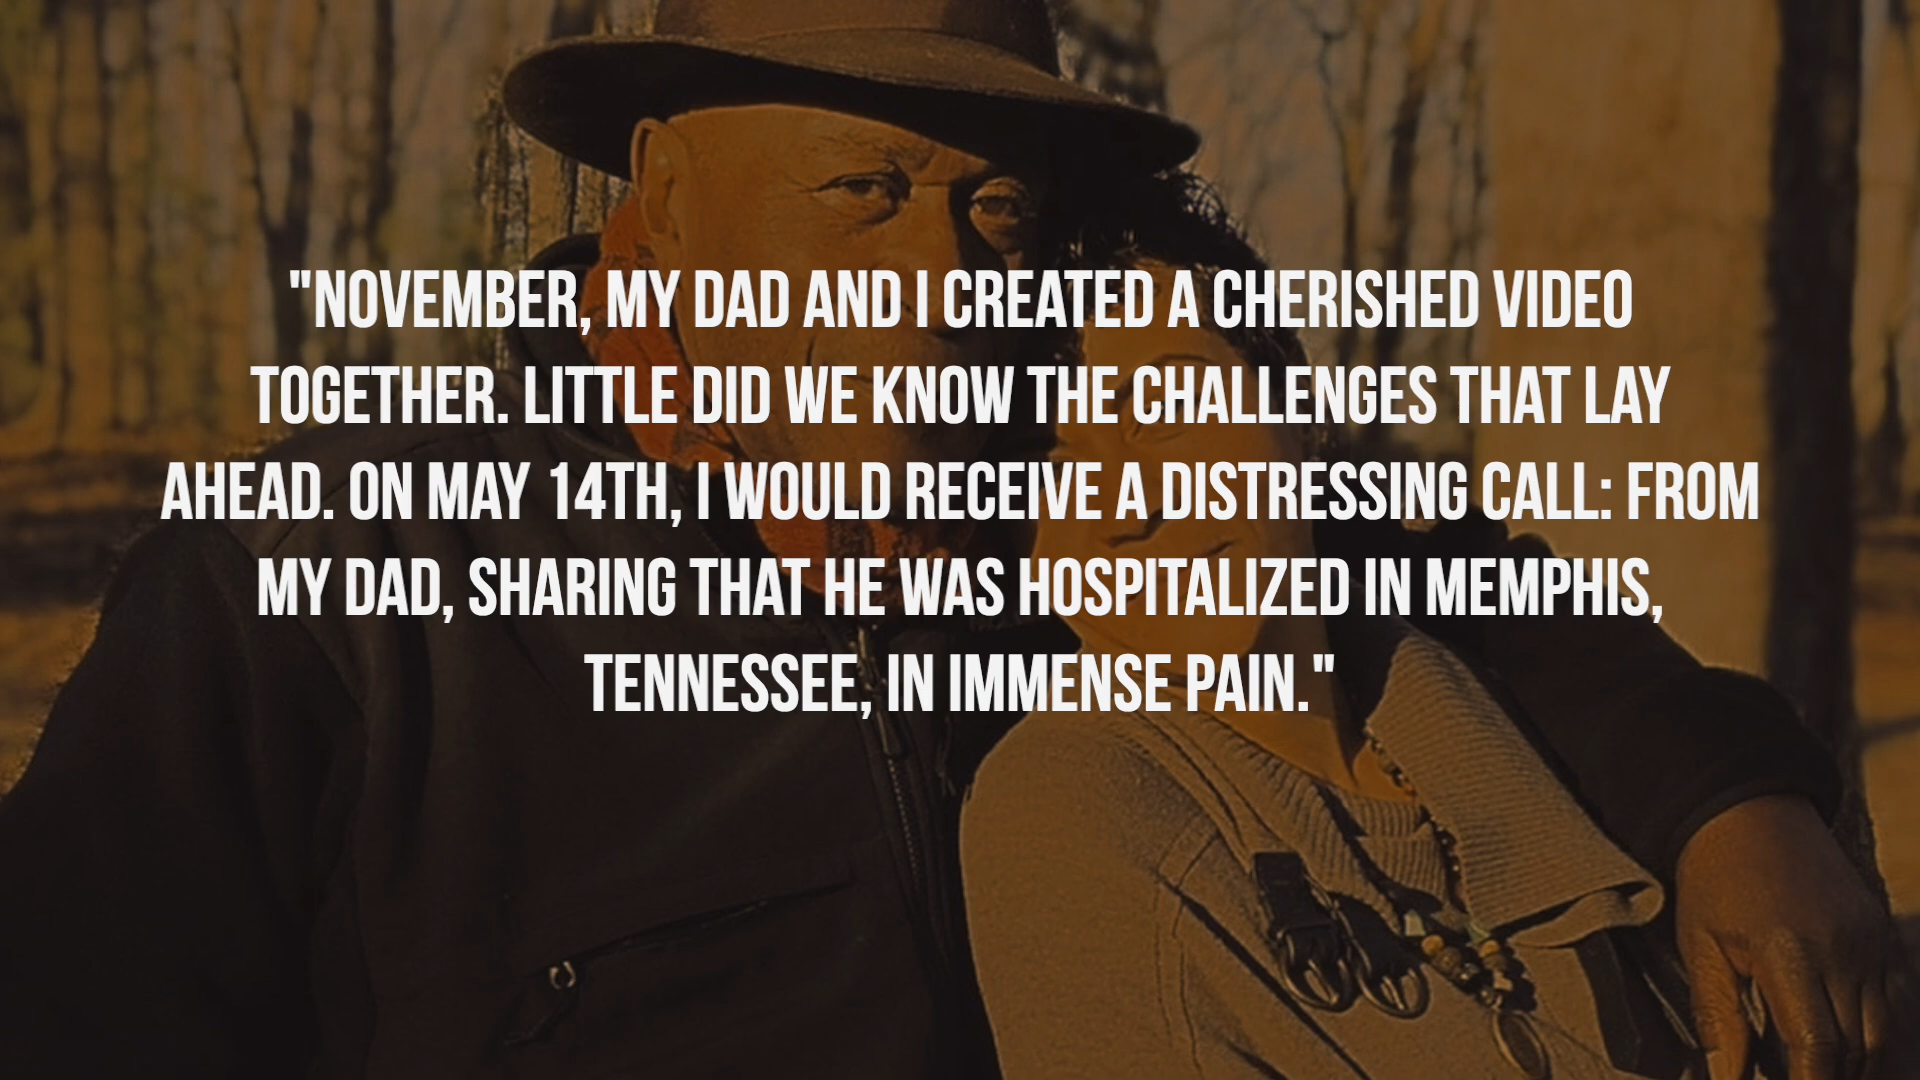 "NOVEMBER, MY DAD AND I CREATED A CHERISHED VIDEO
TOGETHER. LITTLE DID WE KNOW THE CHALLENGES THAT LAY
AHEAD. ON MAY 14TH, I WOULD RECEIVE A DISTRESSING CALL: FROM
MY DAD, SHARING THAT HE WAS HOSPITALIZED IN MEMPHIS,
TENNESSEE, IN IMMENSE PAIN."